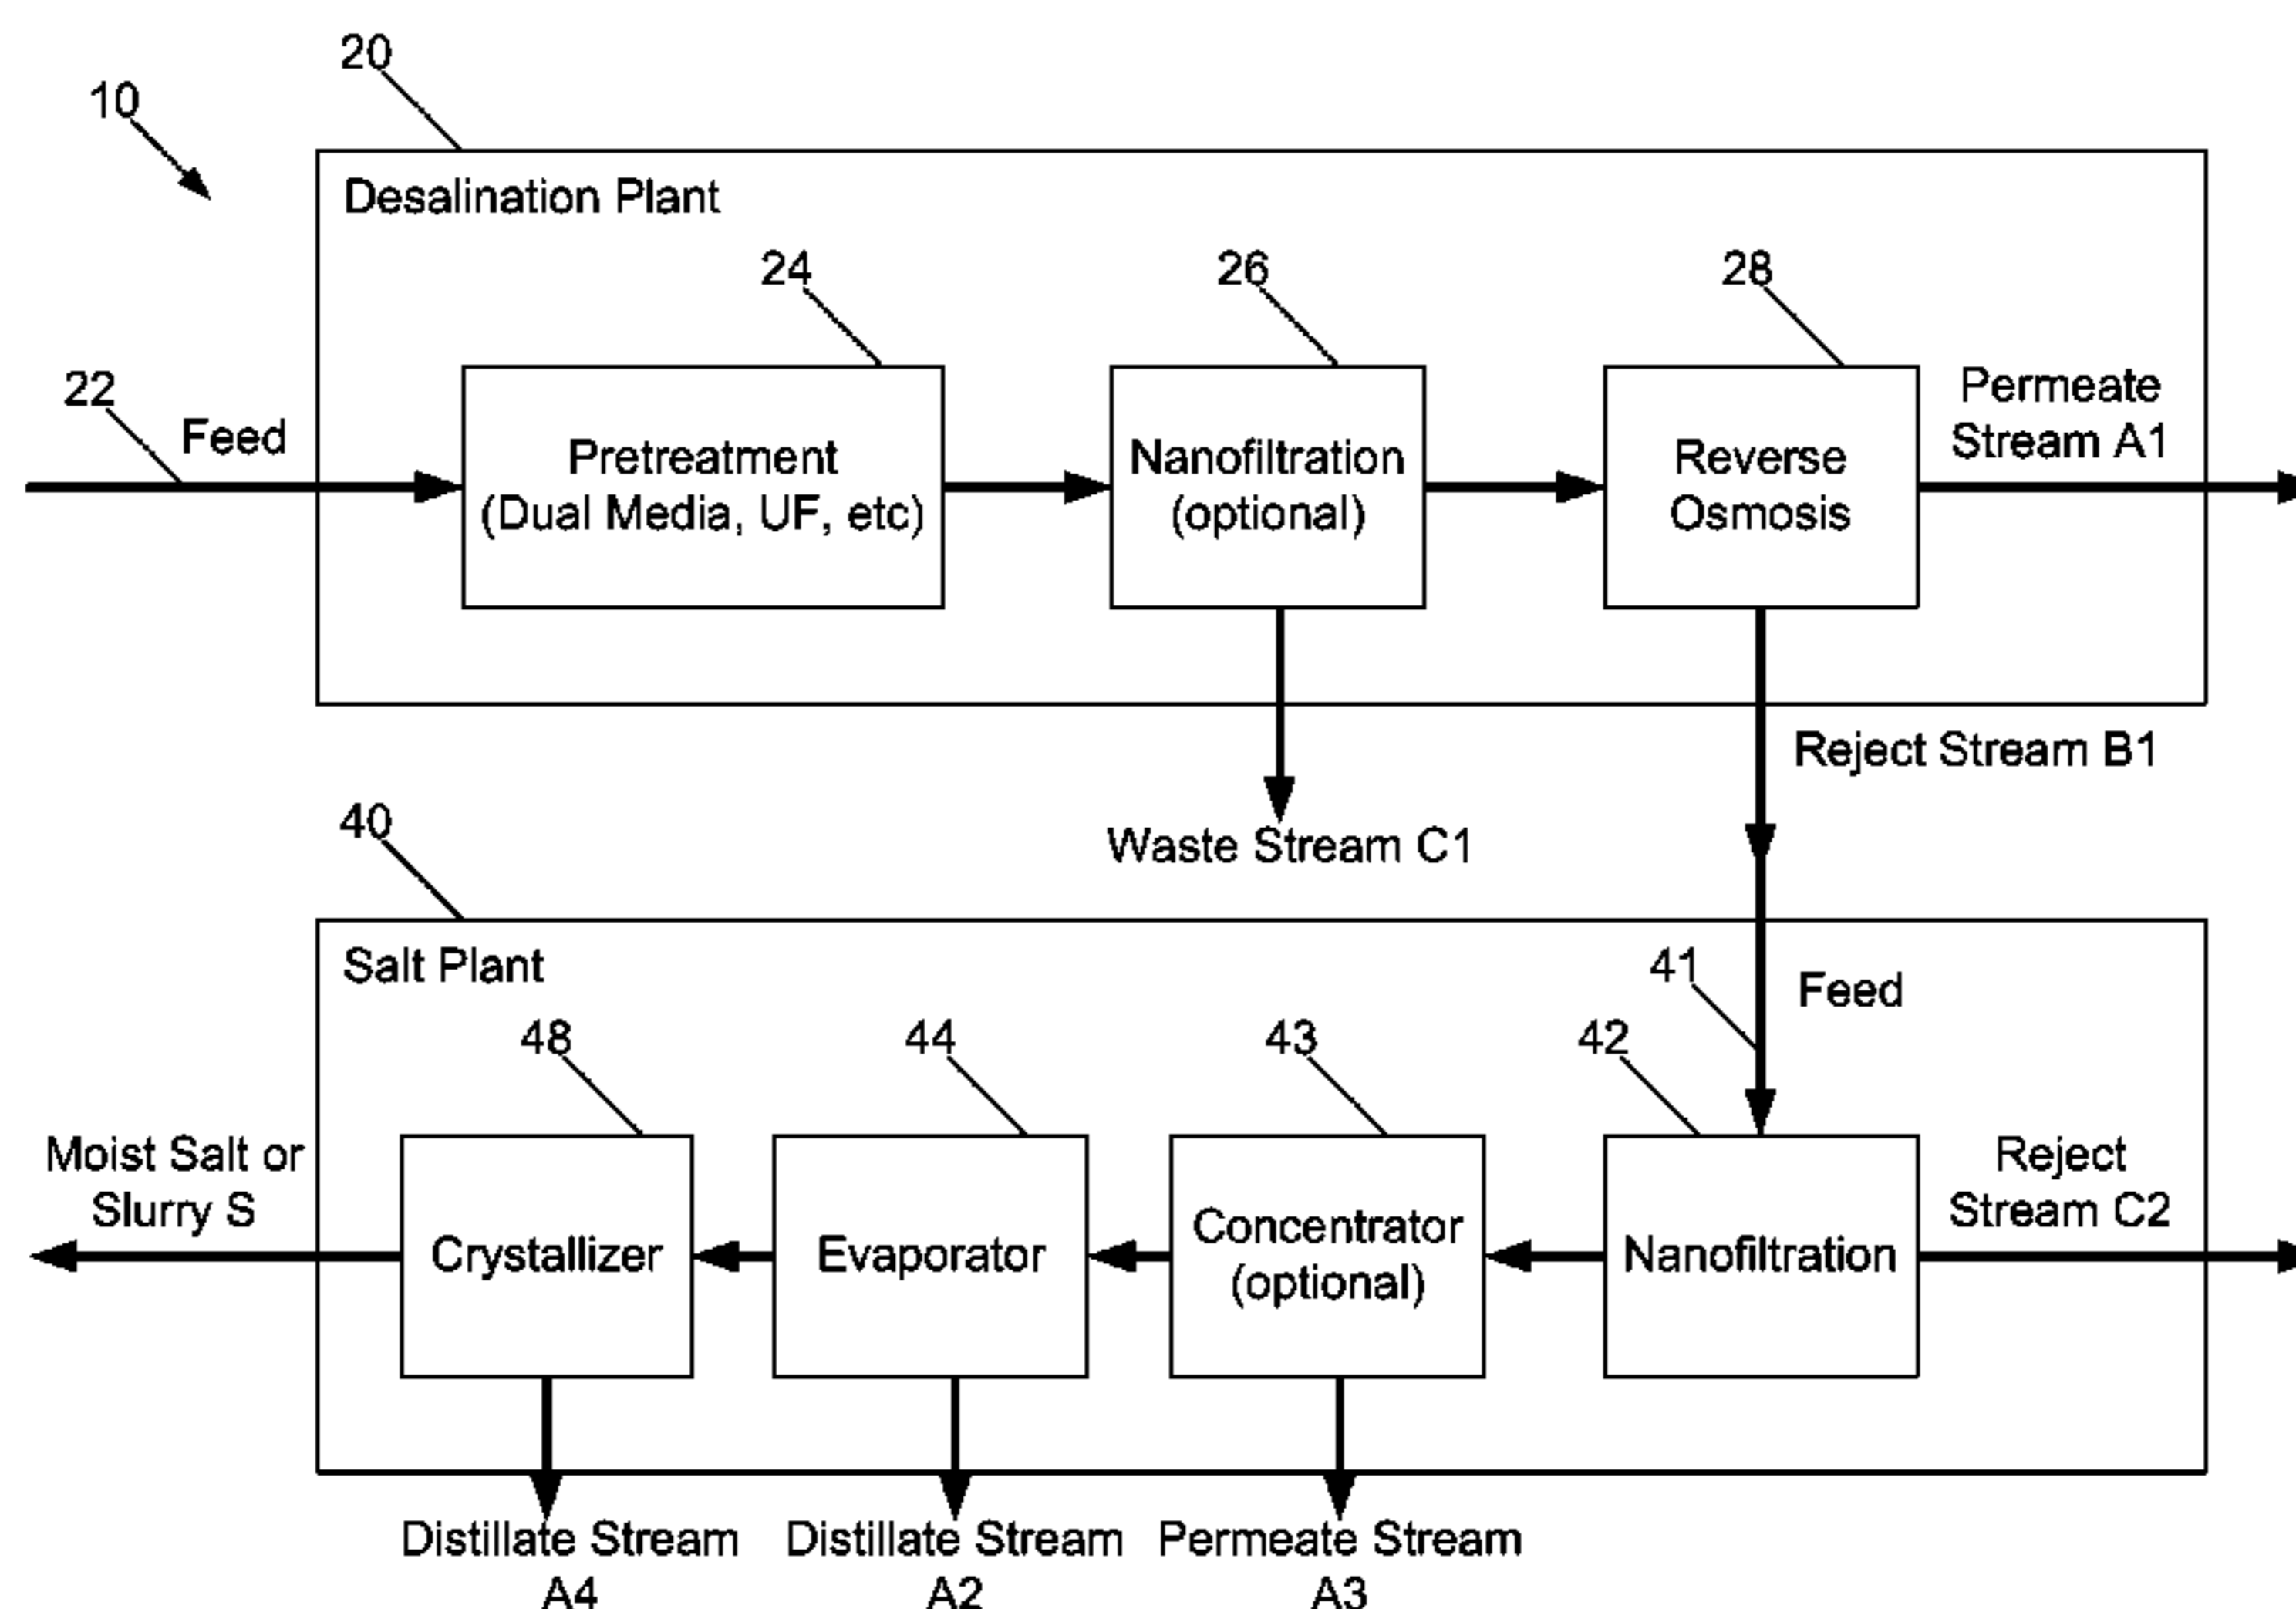 20
10
Desalination Plant
24
26
28
22
Feed
Pretreatment
(Dual Media, UF, etc)
Nanofiltration
(optional)
Reverse
Osmosis
Permeate
Stream A1
Reject Stream B1
Waste Stream C1
40
Salt Plant
41
Feed
48
44
43
42
Moist Salt or
Slurry S
Crystallizer
Evaporator
Concentrator
(optional)
Nanofiltration
Reject
Stream C2
Distillate Stream
A4
Distillate Stream
A2
Permeate Stream
A3